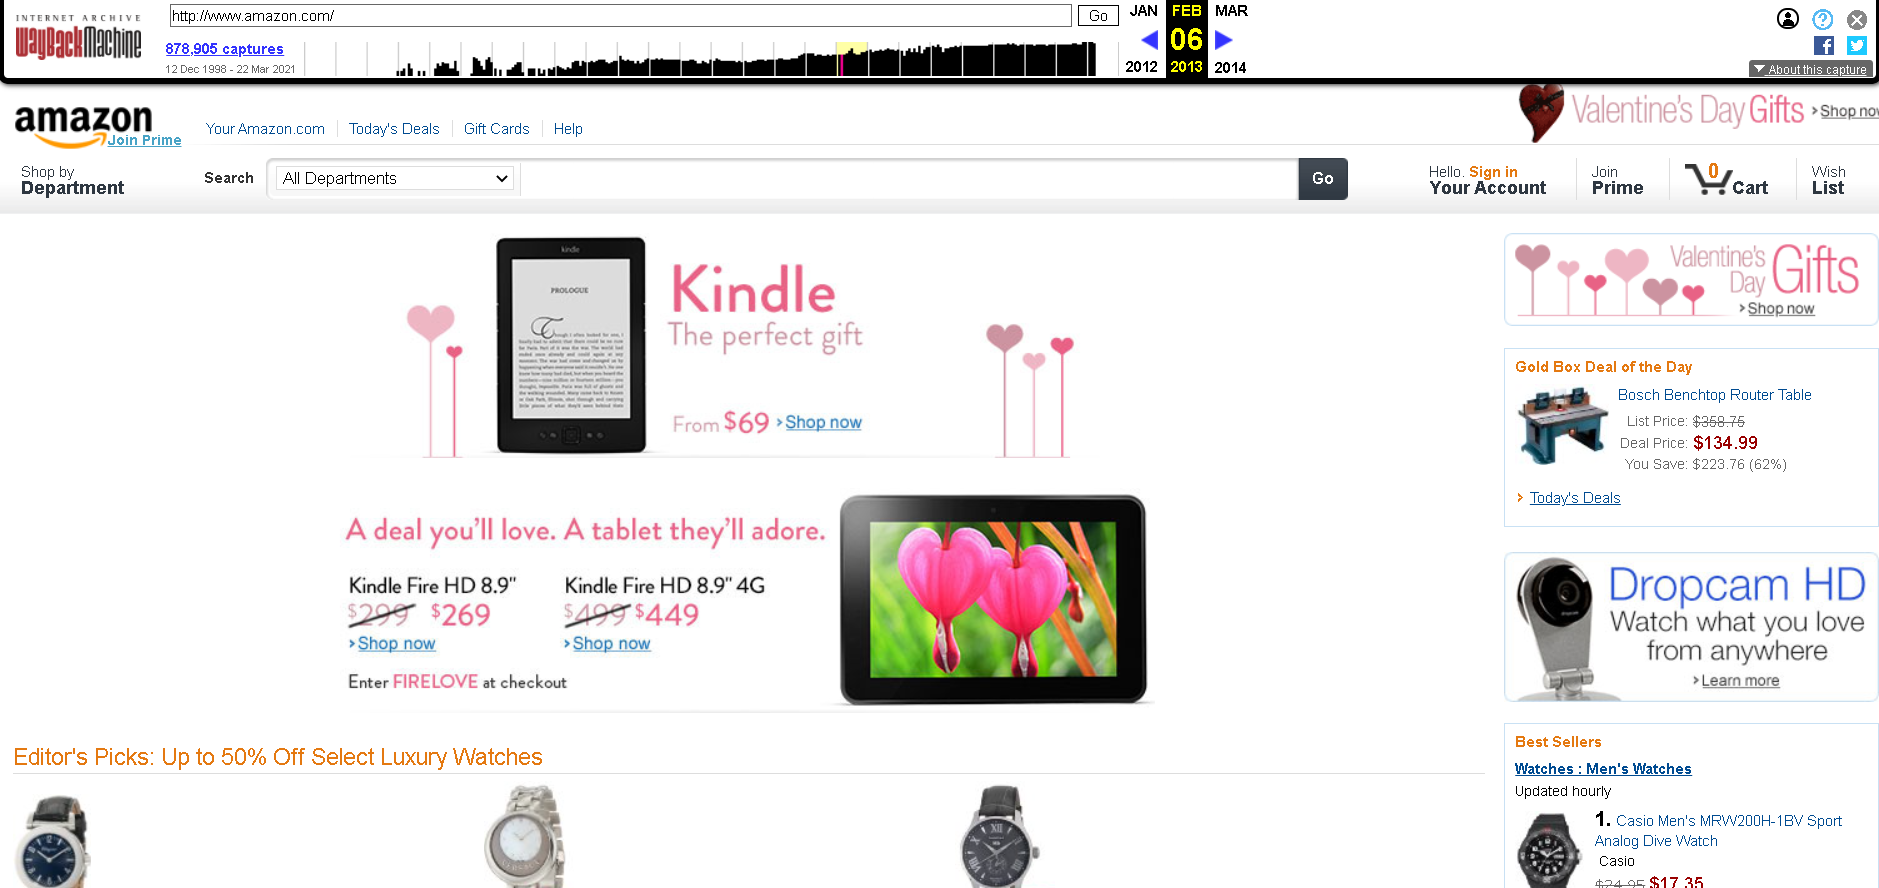 INTERNET ARCHIVE
WayBackMachine
http://www.amazon.com/
Go
JAN
FEB
MAR
878,905 captures
06
12 Dec 1998 - 22 Mar 2021
2012
2013
2014
About this capture
amazon
Join Prime
Your Amazon.com
Today's Deals
Gift Cards
Help
Valentine's Day Gifts
Shop no
Shop by
Department
Search
All Departments
Go
Hello. Sign in
Your Account
Join
Prime
0
Cart
Wish
List
kindle
PROLOGUE
Kindle
The perfect gift
From $69 Shop now
A deal you'll love. A tablet they'll adore.
Kindle Fire HD 8.9"
$299 $269
Shop now
Kindle Fire HD 8.9" 4G
$499 $449
Shop now
Enter FIRELOVE at checkout
Editor's Picks: Up to 50% Off Select Luxury Watches
Valentine's
Day Gifts
Shop now
Gold Box Deal of the Day
Bosch Benchtop Router Table
List Price: $358.75
Deal Price: $134.99
You Save: $223.76 (62%)
Today's Deals
Dropcam HD
Watch what you love
from anywhere
Learn more
Best Sellers
Watches : Men's Watches
Updated hourly
1. Casio Men's MRW200H-1BV Sport
Analog Dive Watch
Casio
$24.95 $17.35